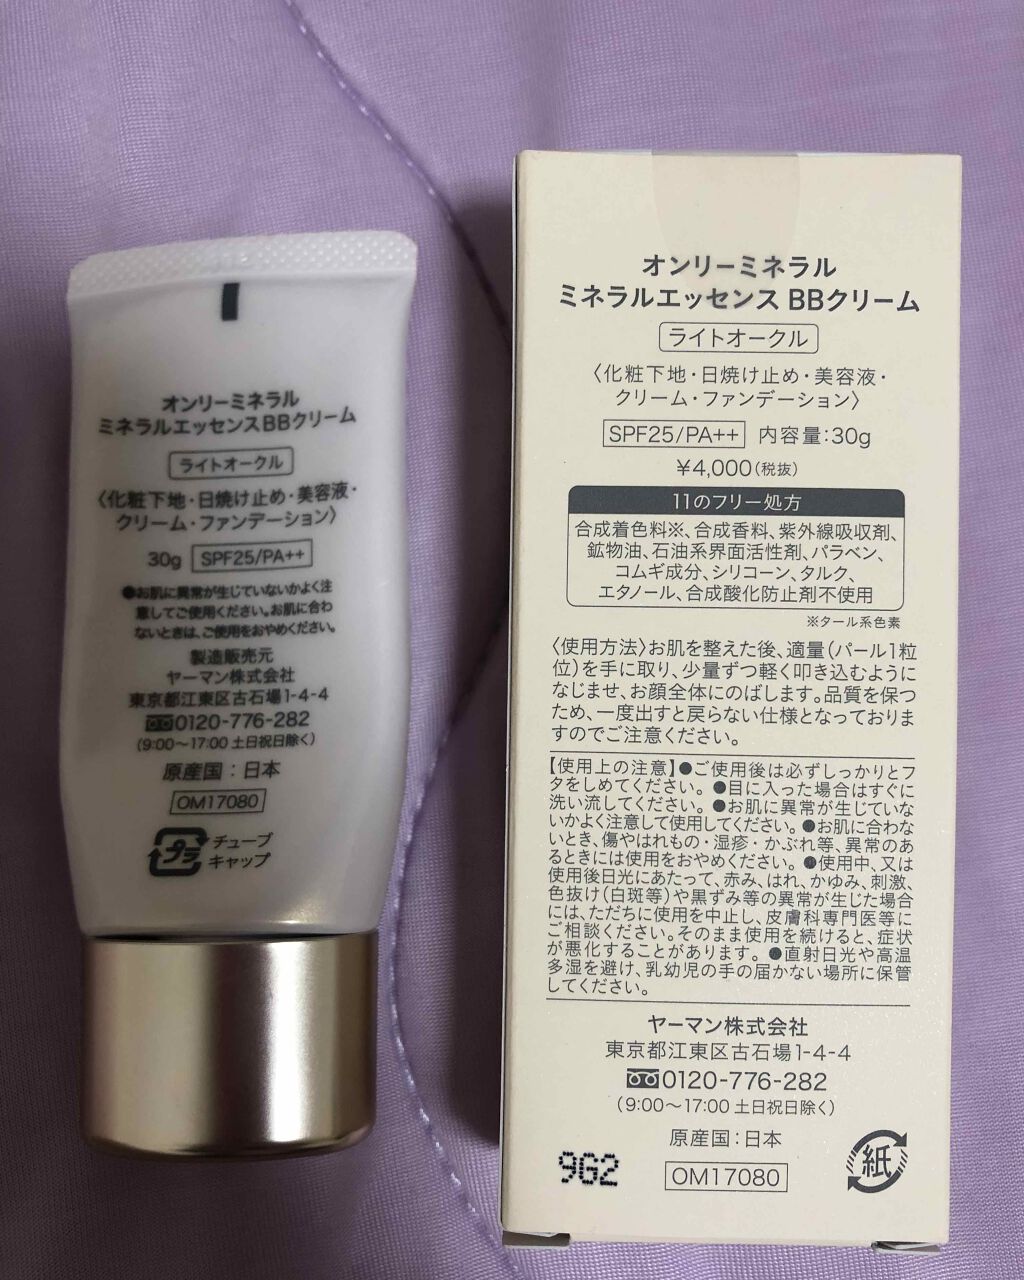 オンリーミネラル
ミネラルエッセンスBBクリーム
ライトオークル
〈化粧下地・日焼け止め・美容液・
クリーム・ファンデーション〉
30g SPF25/PA++
●お肌に異常が生じていないかよく注
意してご使用ください。お肌に合わ
ないときは、ご使用をおやめください。
製造販売元
ヤーマン株式会社
東京都江東区古石場1-4-4
0120-776-282
(9:00〜17:00 土日祝日除く)
原産国：日本
OM17080
プラ
チューブ
キャップ
オンリーミネラル
ミネラルエッセンス BBクリーム
ライトオークル
〈化粧下地・日焼け止め・美容液・
クリーム・ファンデーション〉
SPF25/PA++ 内容量：30g
¥4,000(税抜)
11のフリー処方
合成着色料※、合成香料、紫外線吸収剤、
鉱物油、石油系界面活性剤、パラベン、
コムギ成分、シリコーン、タルク、
エタノール、合成酸化防止剤不使用
※タール系色素
〈使用方法〉お肌を整えた後、適量(パール1粒
位)を手に取り、少量ずつ軽く叩き込むように
なじませ、お顔全体にのばします。品質を保つ
ため、一度出すと戻らない仕様となっておりま
すのでご注意ください。
【使用上の注意】●ご使用後は必ずしっかりとフ
タをしめてください。●目に入った場合はすぐに
洗い流してください。●お肌に異常が生じていな
いかよく注意して使用してください。●お肌に合わな
いとき、傷やはれもの・湿疹・かぶれ等、異常のあ
るときには使用をおやめください。●使用中、又は
使用後日光にあたって、赤み、はれ、かゆみ、刺激、
色抜け(白斑等)や黒ずみ等の異常が生じた場合
には、ただちに使用を中止し、皮膚科専門医等に
ご相談ください。そのまま使用を続けると、症状
が悪化することがあります。●直射日光や高温
多湿を避け、乳幼児の手の届かない場所に保管
してください。
ヤーマン株式会社
東京都江東区古石場1-4-4
0120-776-282
(9:00〜17:00 土日祝日除く)
原産国：日本
9G2
OM17080
紙